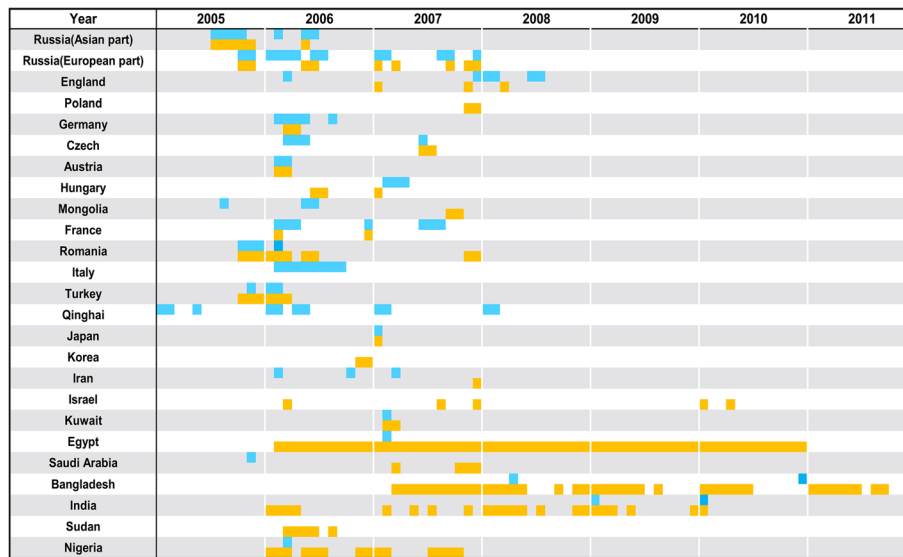 Year 2005 2006 2007 2008 2009 2010 2011
Russia(Asian part)
Russia(European part)
England
Poland
Germany
Czech
Austria
Hungary
Mongolia
France
Romania
Italy
Turkey
Qinghai
Japan
Korea
Iran
Israel
Kuwait
Egypt
Saudi Arabia
Bangladesh
India
Sudan
Nigeria